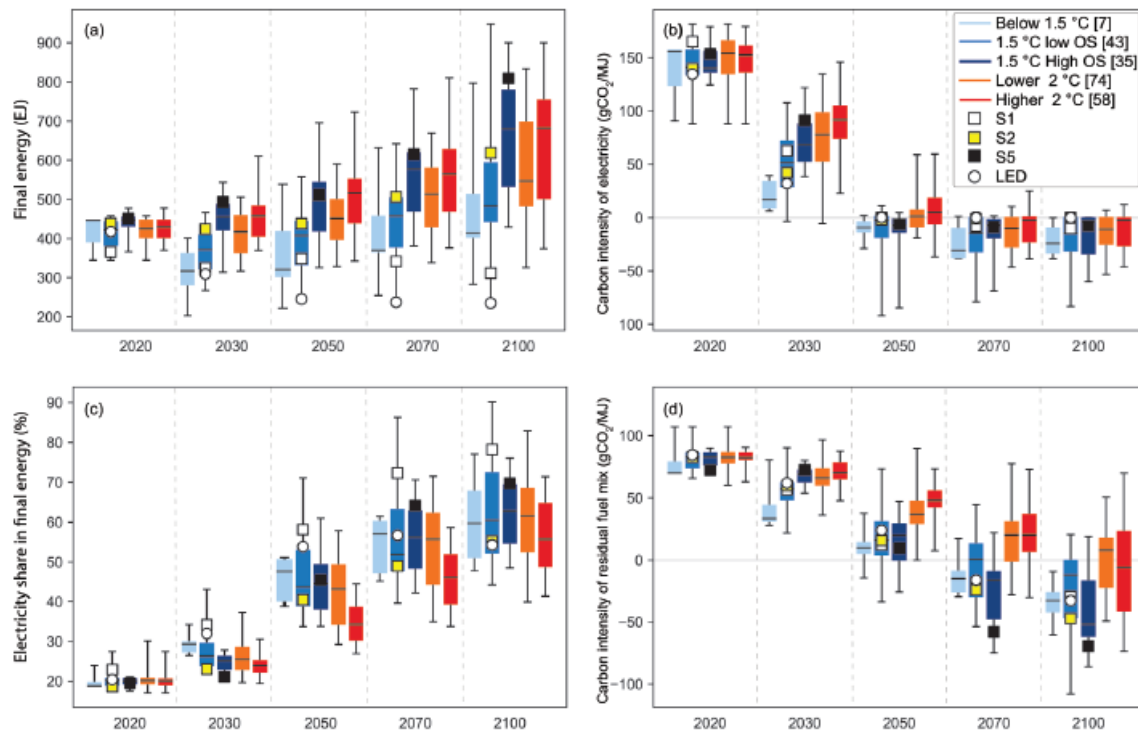 (a)
Final energy (EJ)
900
800
700
600
500
400
300
200
2020
2030
2050
2070
2100
(b)
Carbon intensity of electricity (gCO2/MJ)
150
100
50
0
−50
100
2020
2030
2050
2070
2100
Below 1.5 °C [7]
1.5 °C low OS [43]
1.5 °C High OS [35]
Lower 2 °C [74]
Higher 2 °C [58]
S1
S2
S5
LED
(c)
Electricity share in final energy (%)
90
80
70
60
50
40
30
20
2020
2030
2050
2070
2100
(d)
Carbon intensity of residual fuel mix (gCO2/MJ)
100
50
0
−50
−100
2020
2030
2050
2070
2100